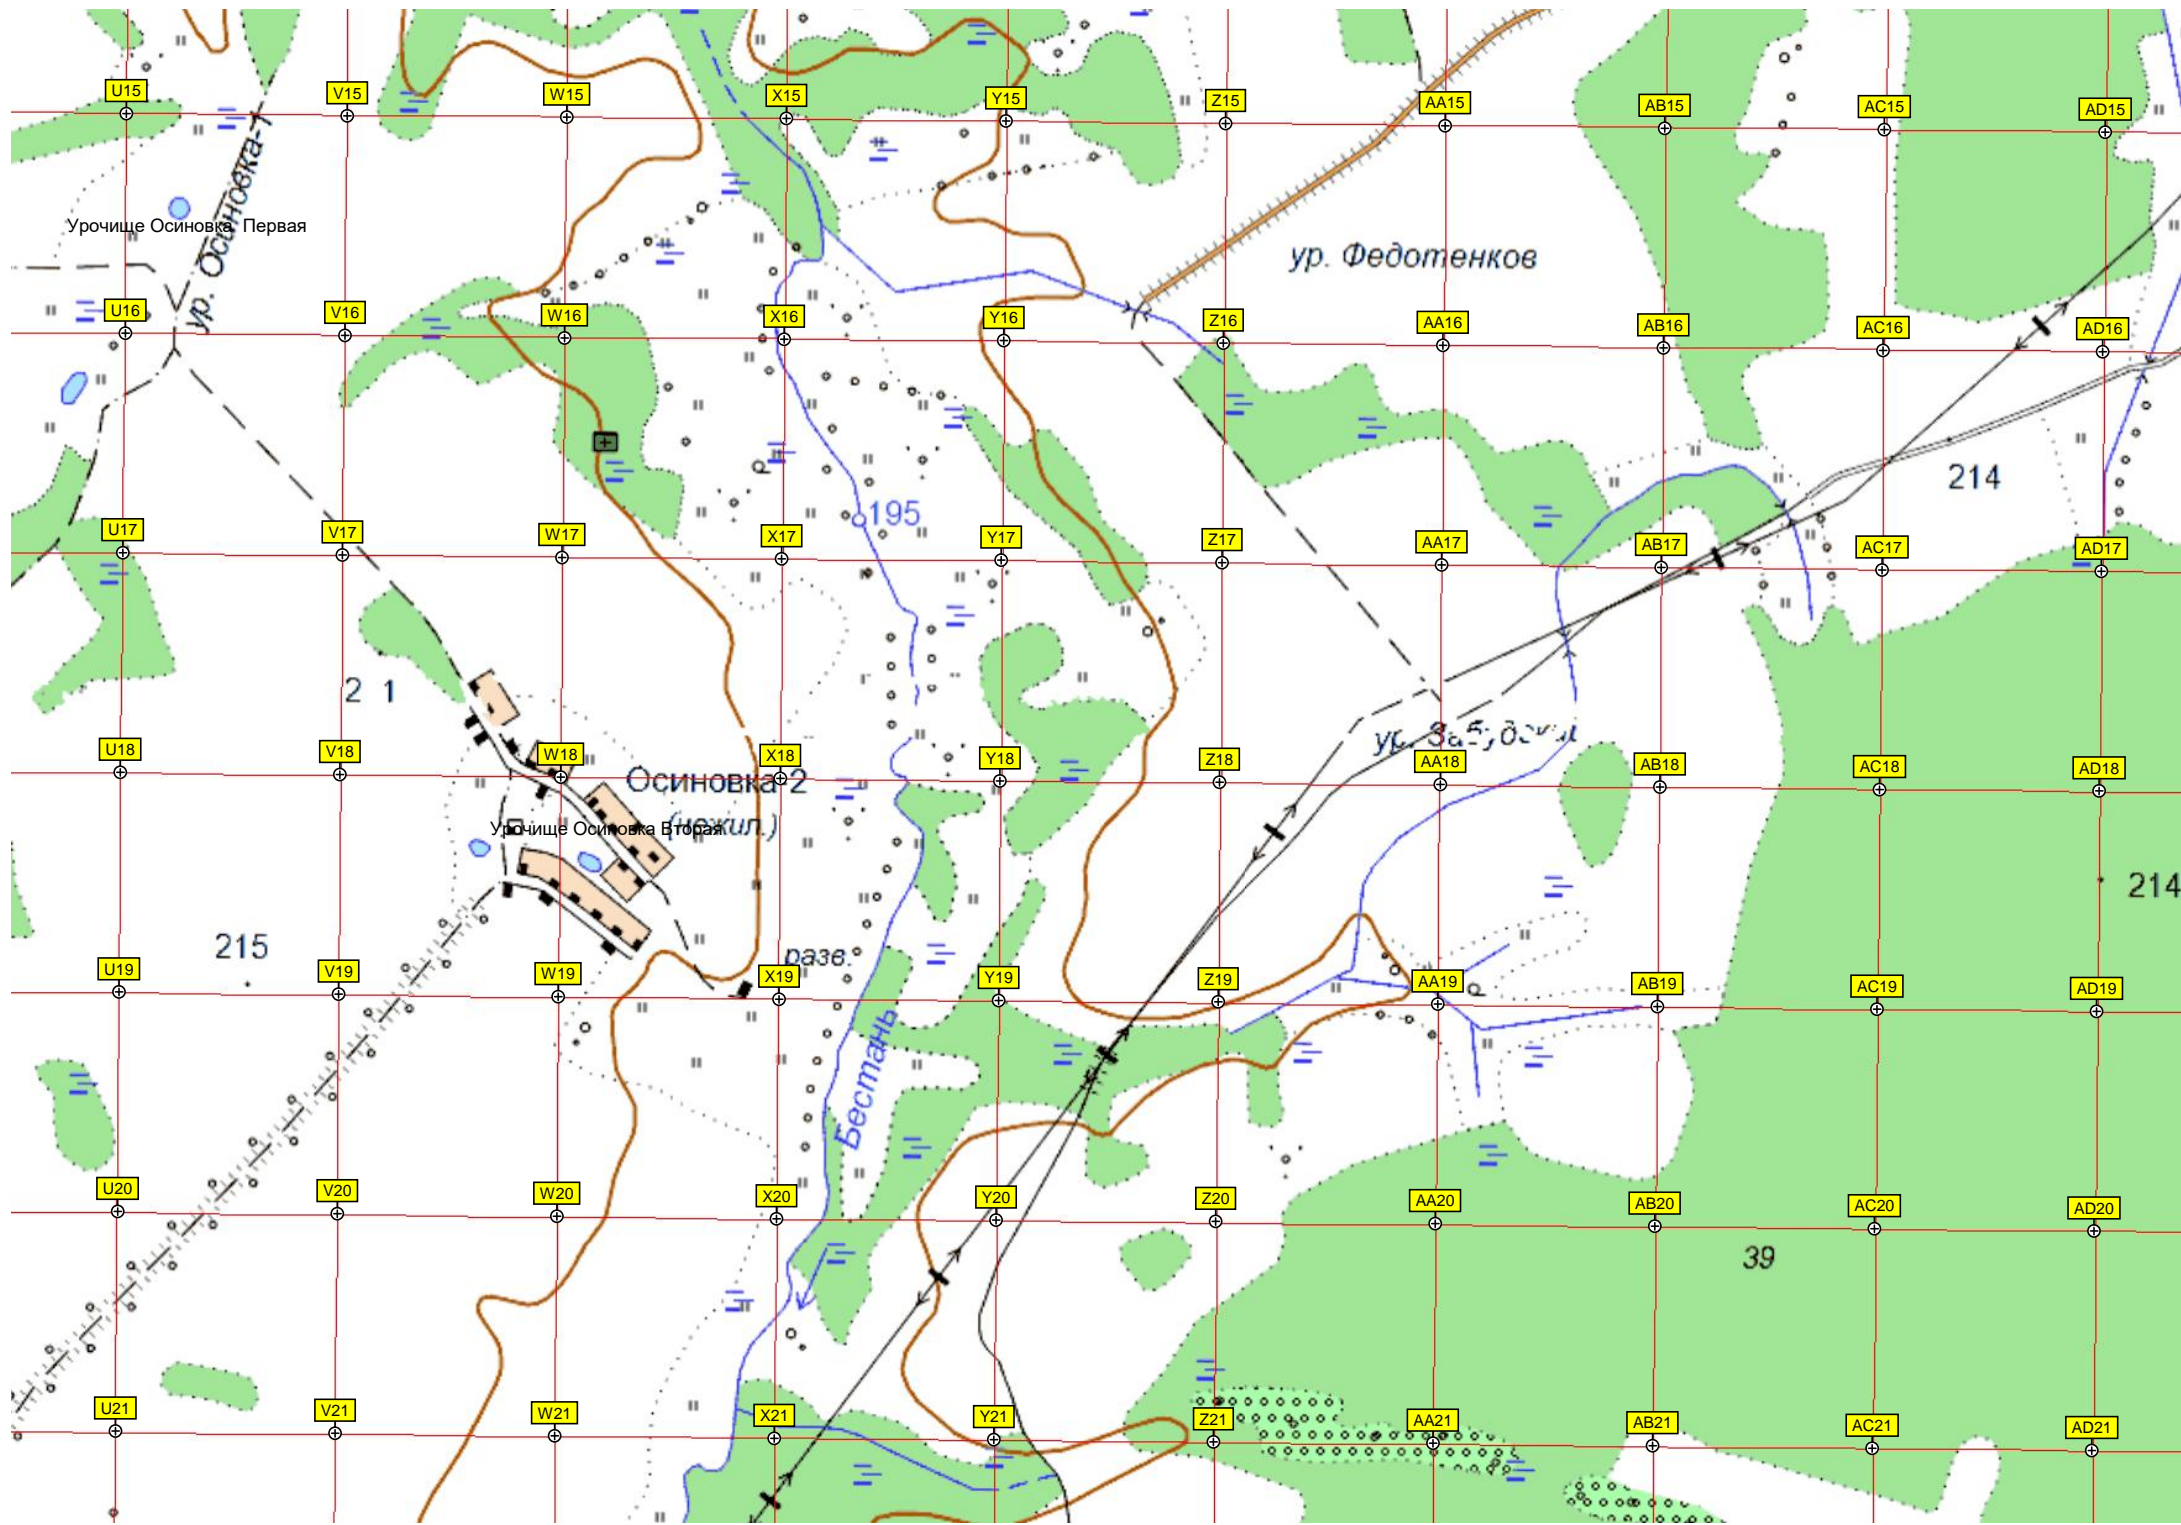 U15 V15 W15 X15 Y15 Z15 AA15 AB15 AC15 AD15
ур. Осиновка-1
Урочище Осиновка Первая
ур. Федотенков
U16 V16 W16 X16 Y16 Z16 AA16 AB16 AC16 AD16
214
195
U17 V17 W17 X17 Y17 Z17 AA17 AB17 AC17 AD17
2 1
ур.
U18 V18 W18 X18 Y18 Z18 AA18 AB18 AC18 AD18
Осиновка-2
(нежил.)
Урочище Осиновка Вторая
214
215
разв.
U19 V19 W19 X19 Y19 Z19 AA19 AB19 AC19 AD19
Бестань
U20 V20 W20 X20 Y20 Z20 AA20 AB20 AC20 AD20
39
U21 V21 W21 X21 Y21 Z21 AA21 AB21 AC21 AD21